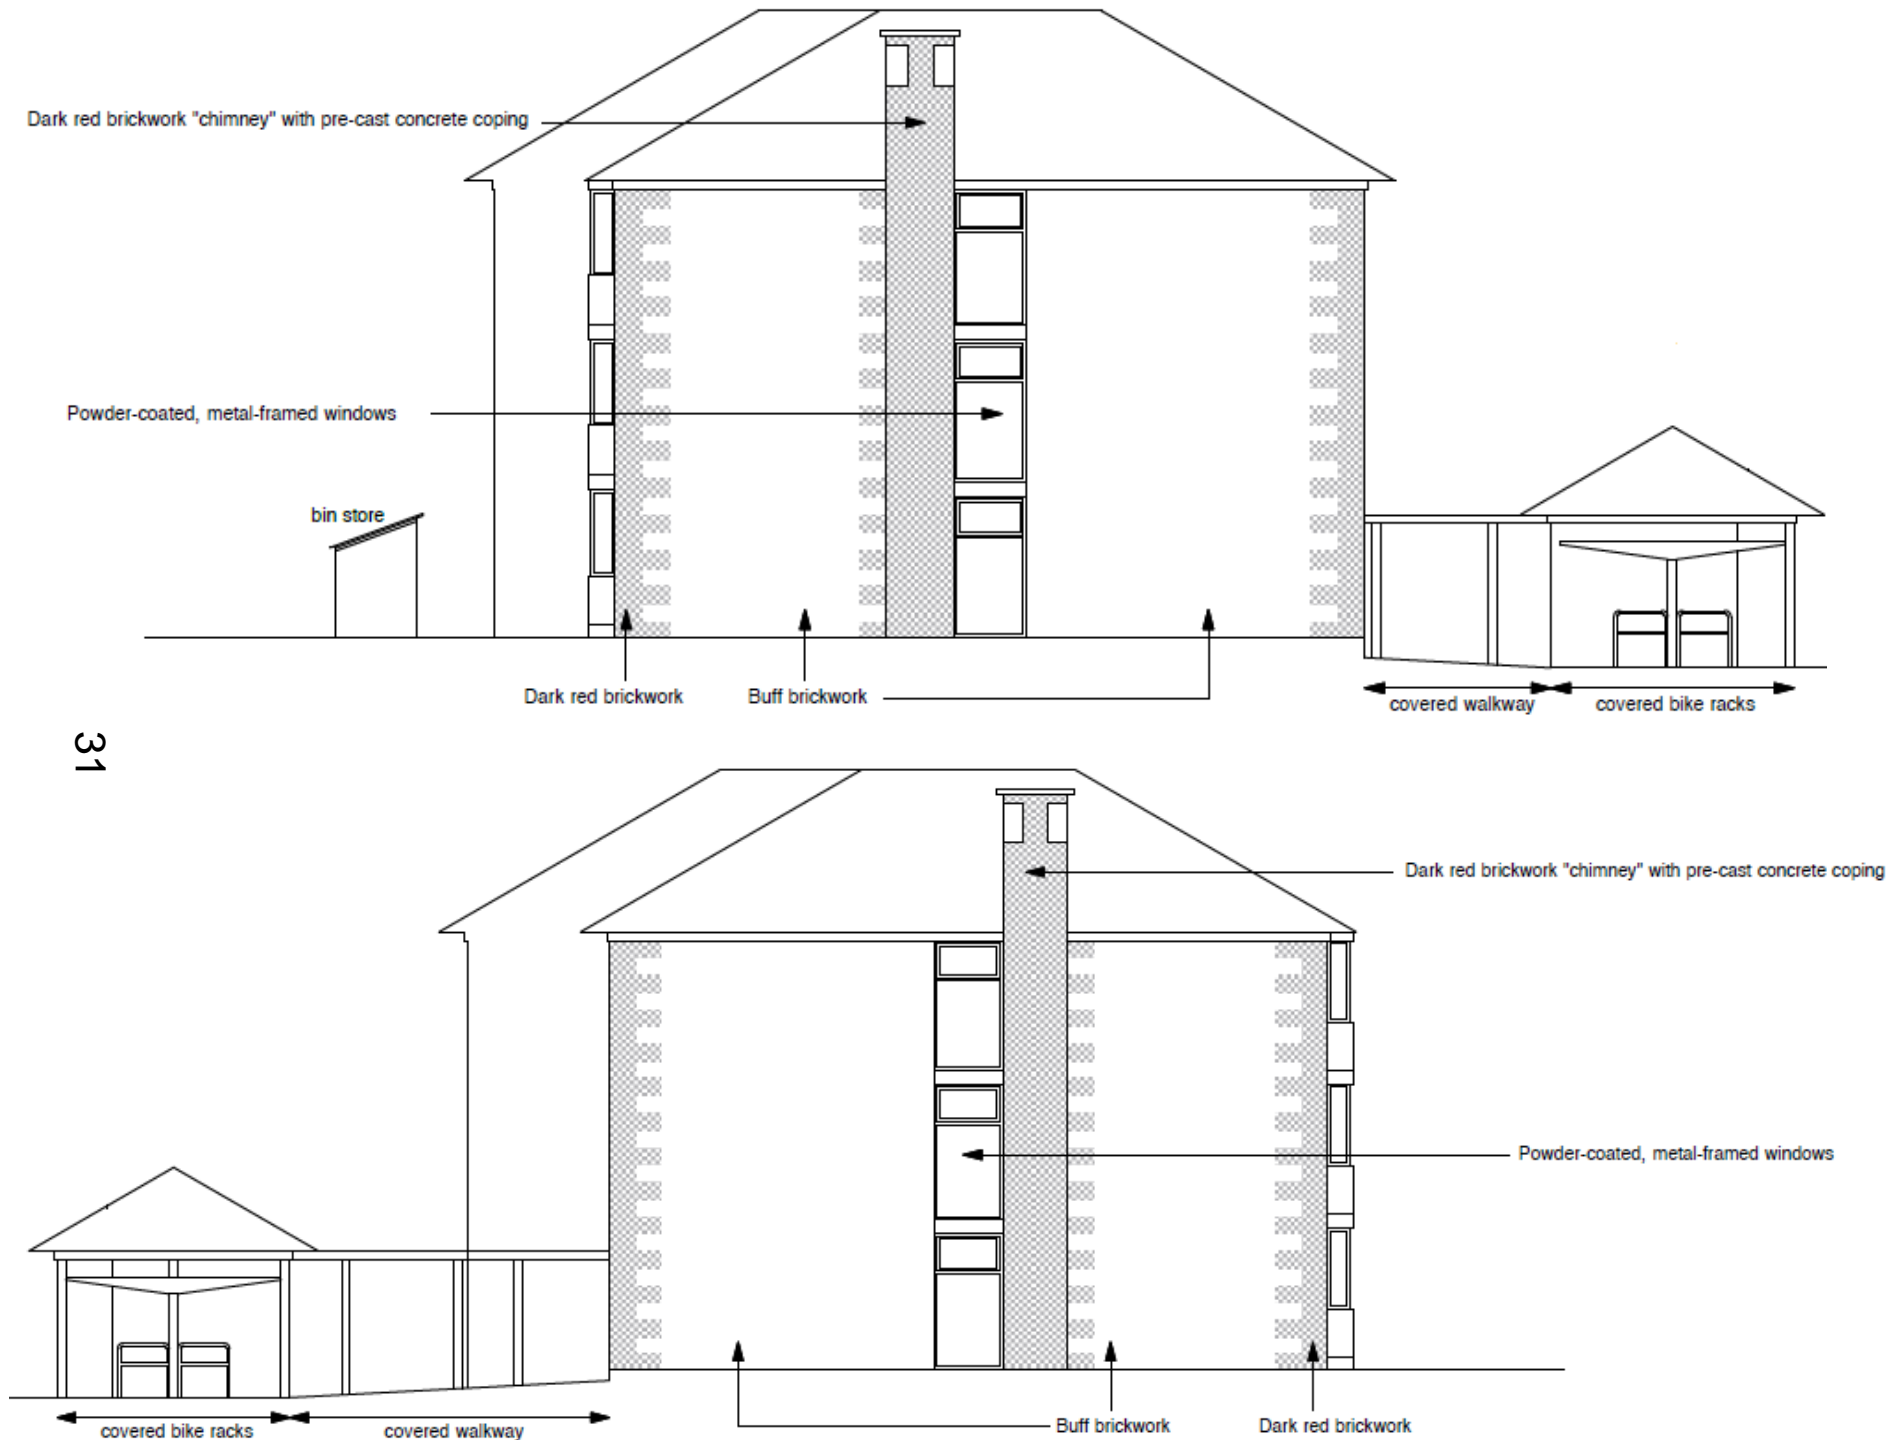 Dark red brickwork "chimney" with pre-cast concrete coping
Powder-coated, metal-framed windows
bin store
Dark red brickwork
Buff brickwork
covered walkway
covered bike racks
31
Dark red brickwork "chimney" with pre-cast concrete coping
Powder-coated, metal-framed windows
covered bike racks
covered walkway
Buff brickwork
Dark red brickwork